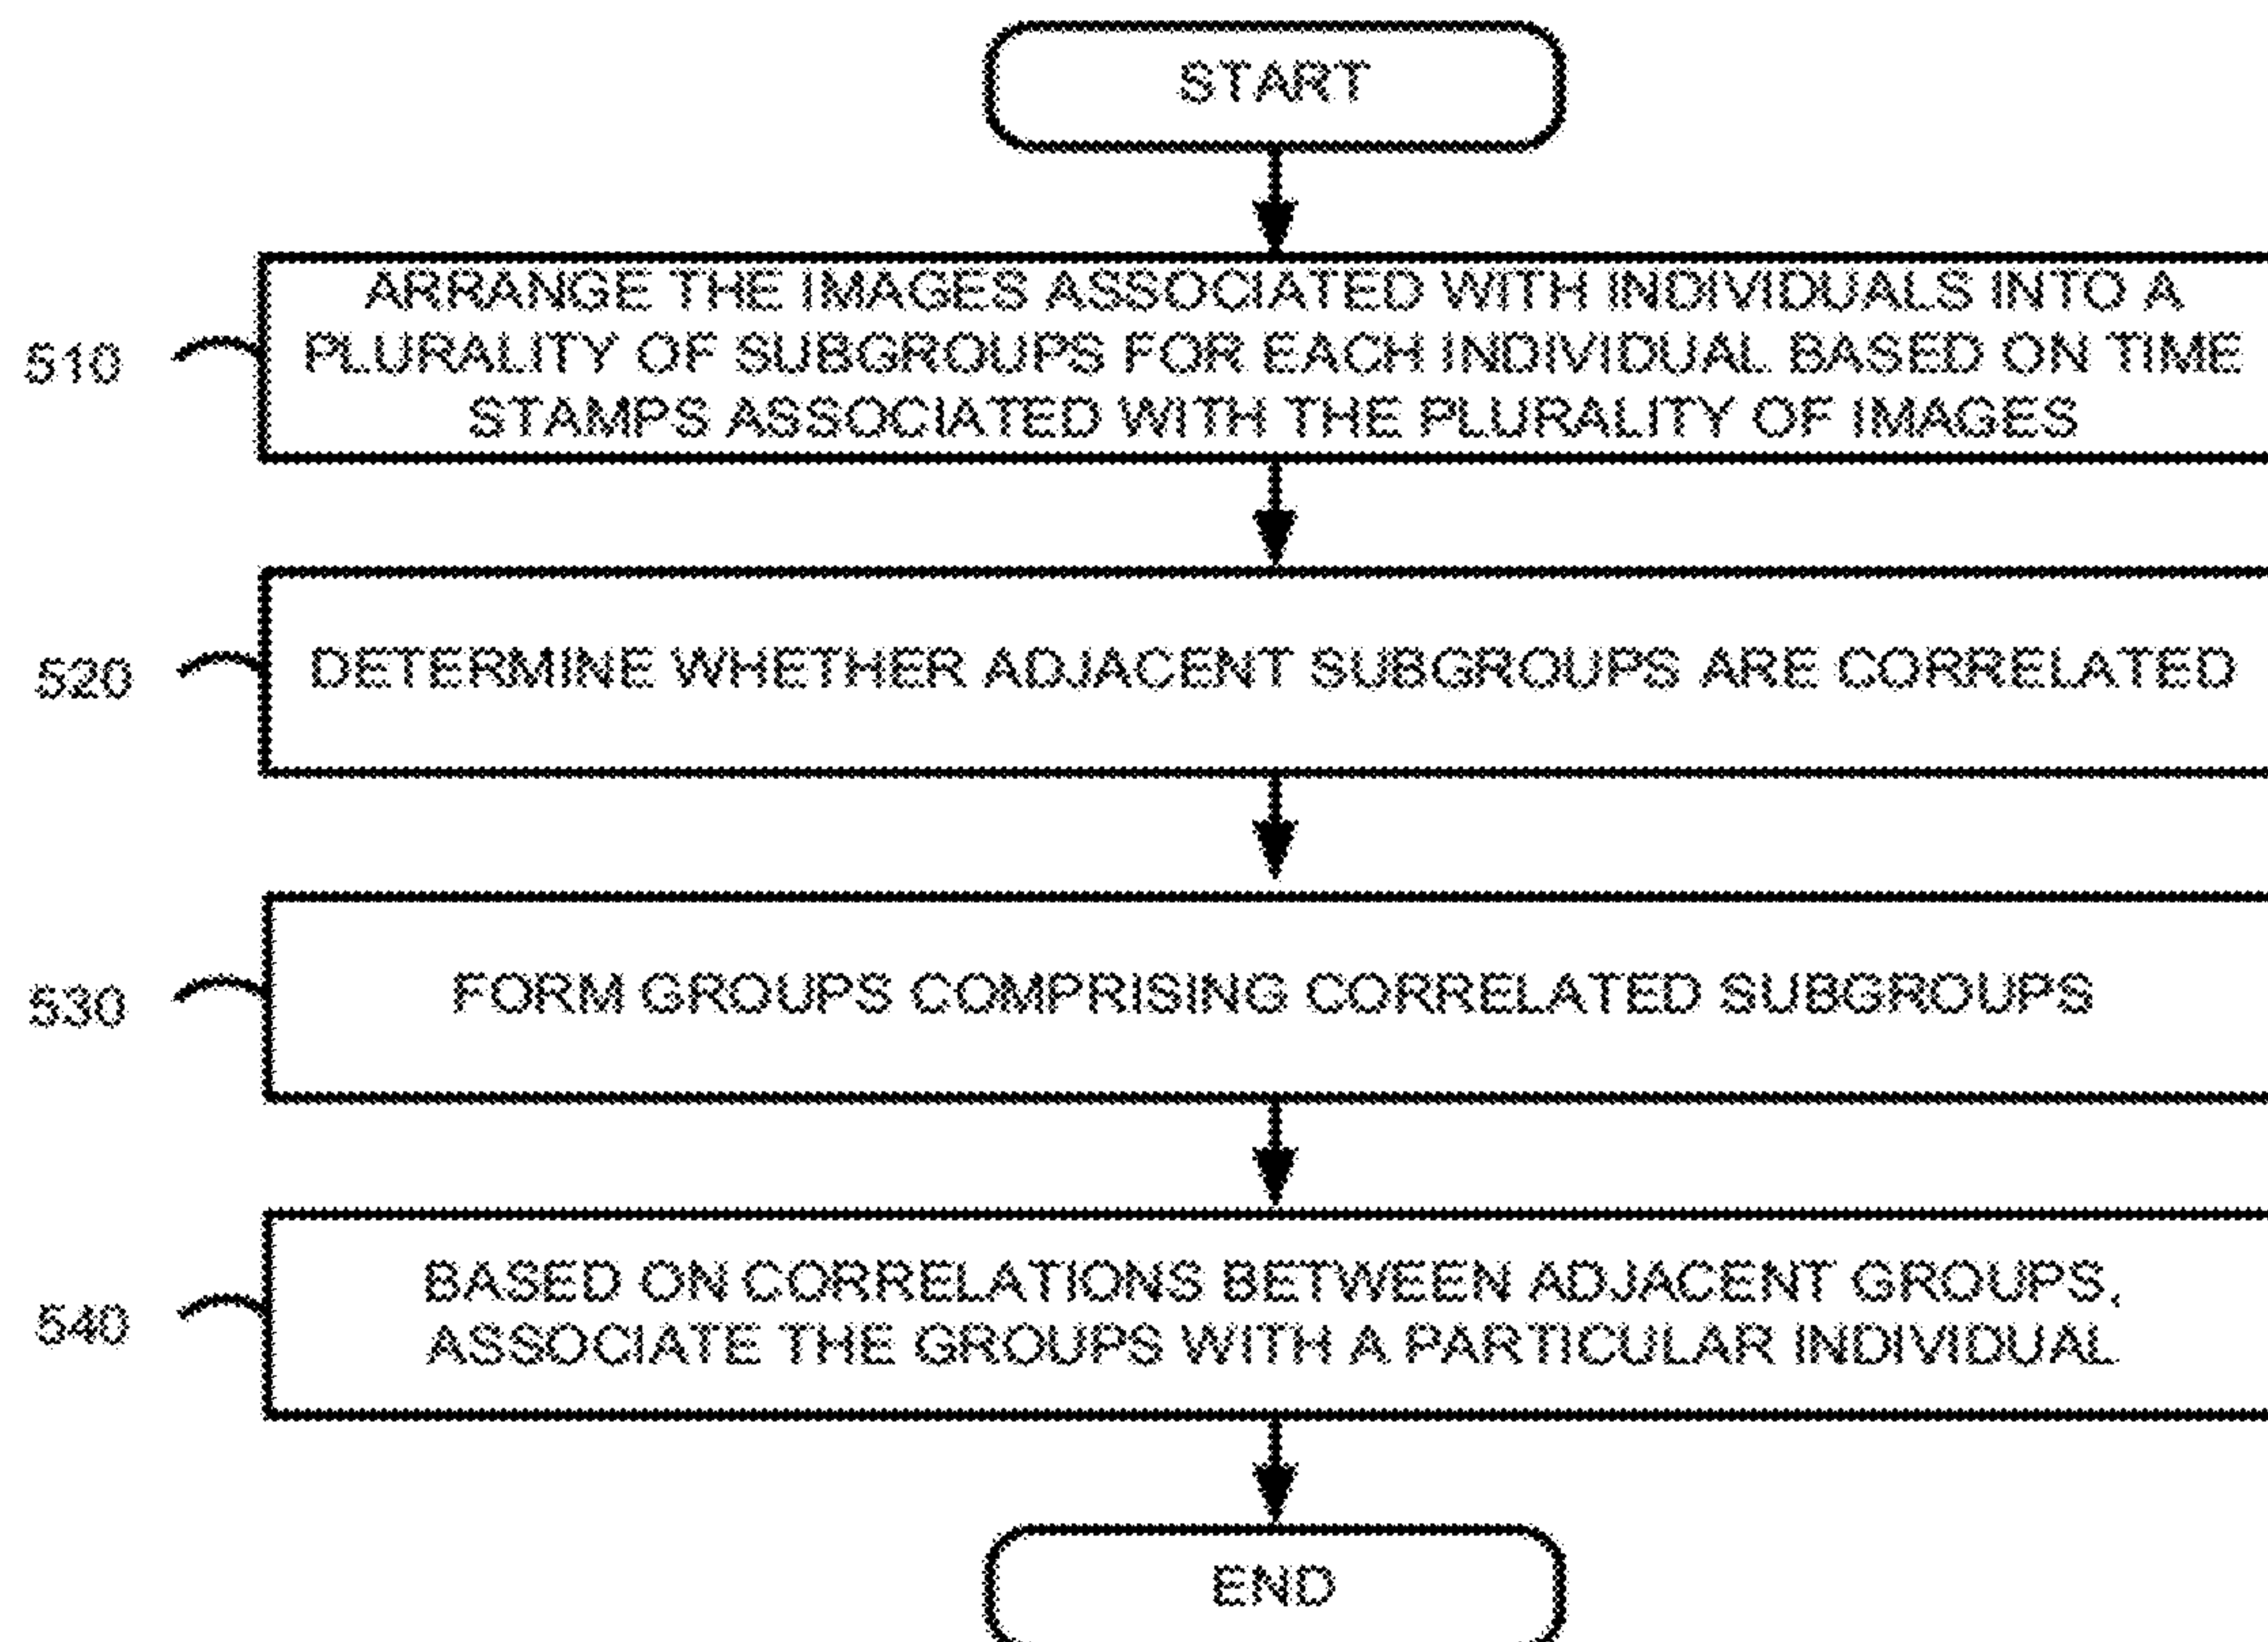 START
510
ARRANGE THE IMAGES ASSOCIATED WITH INDIVIDUALS INTO A
PLURALITY OF SUBGROUPS FOR EACH INDIVIDUAL BASED ON TIME
STAMPS ASSOCIATED WITH THE PLURALITY OF IMAGES
520
DETERMINE WHETHER ADJACENT SUBGROUPS ARE CORRELATED
530
FORM GROUPS COMPRISING CORRELATED SUBGROUPS
540
BASED ON CORRELATIONS BETWEEN ADJACENT GROUPS,
ASSOCIATE THE GROUPS WITH A PARTICULAR INDIVIDUAL
END